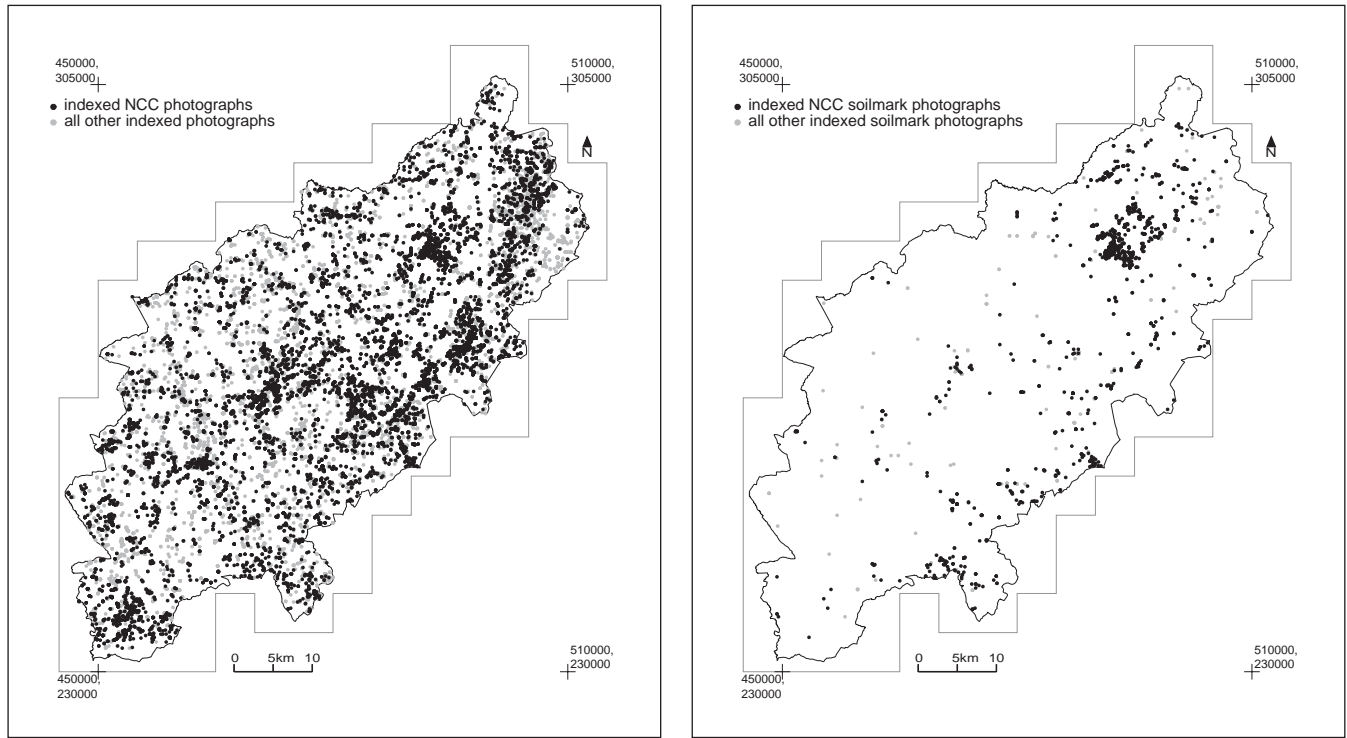 450000,
305000
510000,
305000
indexed NCC photographs
all other indexed photographs
N
0 5km 10
450000,
230000
510000,
230000
450000,
305000
510000,
305000
indexed NCC soilmark photographs
all other indexed soilmark photographs
N
0 5km 10
450000,
230000
510000,
230000